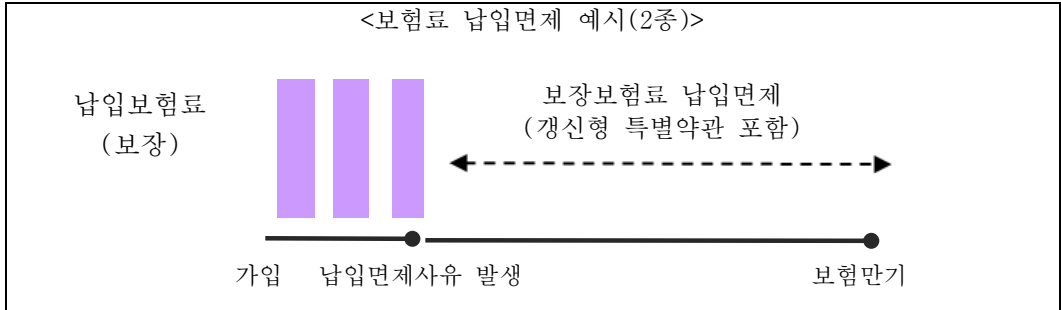 <보험료 납입면제 예시(2종)>
납입보험료
(보장)
보장보험료 납입면제
(갱신형 특별약관 포함)
가입 납입면제사유 발생 보험만기